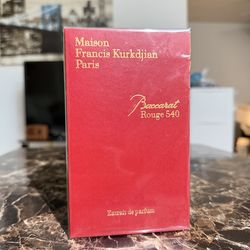 Maison
Francis Kurkdjian
Paris
Baccarat
Rouge 540
Extrait de parfum